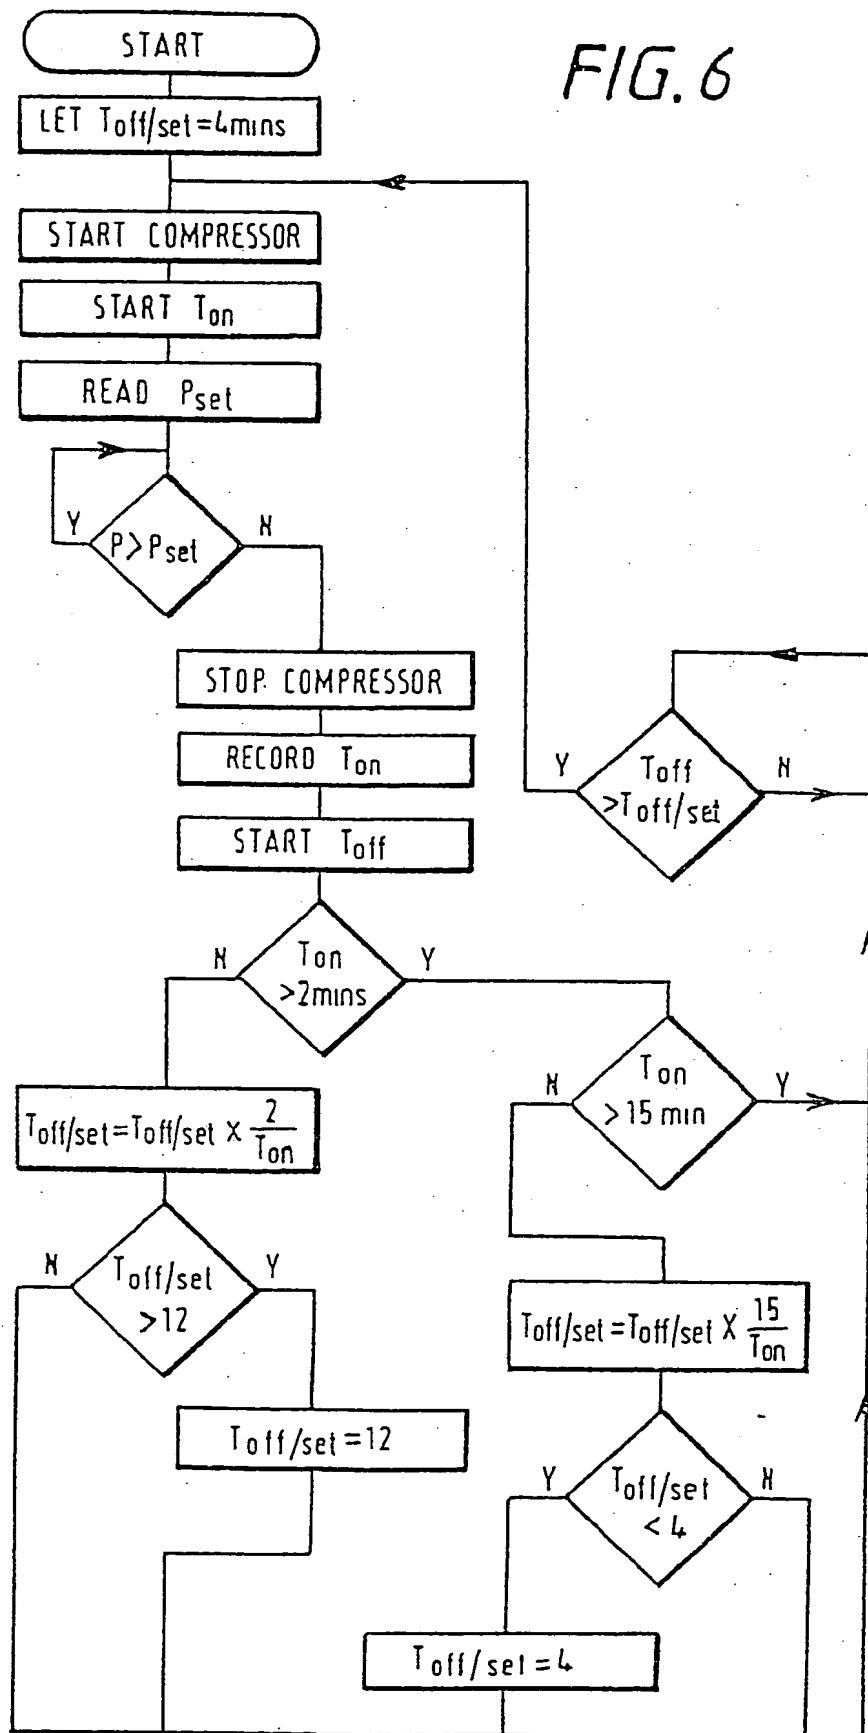 START
FIG. 6
LET Toff/set=4mins
START COMPRESSOR
START Ton
READ Pset
P>Pset
Y
N
STOP COMPRESSOR
RECORD Ton
START Toff
Toff
>Toff/set
Y
N
Ton
>2mins
N
Y
Ton
>15 min
N
Y
Toff/set=Toff/set X 2/Ton
Toff/set
>12
N
Y
Toff/set=Toff/set X 15/Ton
Toff/set=12
Toff/set
<4
Y
N
Toff/set=4